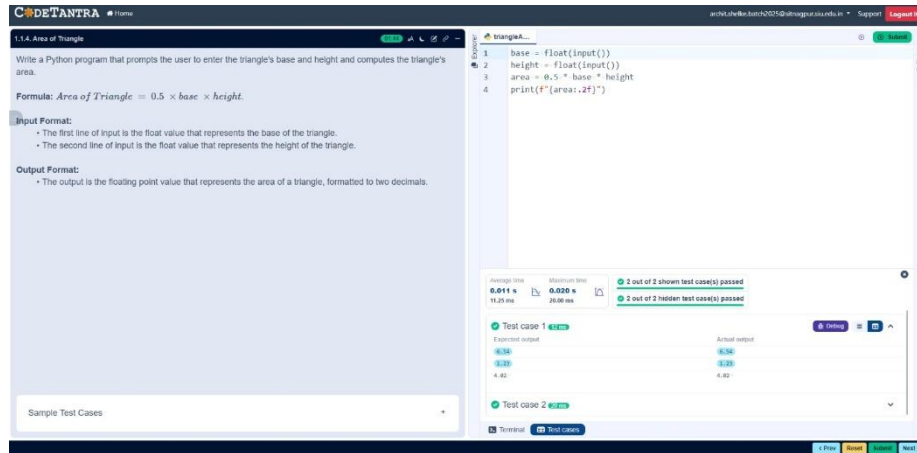 CODETANTRA Home
archit.shelke.batch2025@sitnagpur.siu.edu.in Support Logout
1.1.4. Area of Triangle
Write a Python program that prompts the user to enter the triangle's base and height and computes the triangle's
area.
Formula: Area of Triangle = 0.5 × base × height.
Input Format:
• The first line of input is the float value that represents the base of the triangle.
• The second line of input is the float value that represents the height of the triangle.
Output Format:
• The output is the floating point value that represents the area of a triangle, formatted to two decimals.
Sample Test Cases +
Explorer
triangleA...
Submit
1 base = float(input())
2 height = float(input())
3 area = 0.5 * base * height
4 print(f"{area:.2f}")
Average time Maximum time
0.011 s 0.020 s
11.25 ms 20.00 ms
2 out of 2 shown test case(s) passed
2 out of 2 hidden test case(s) passed
Test case 1
Debug
Expected output Actual output
4.02 4.02
Test case 2
Terminal Test cases
< Prev Reset Submit Next